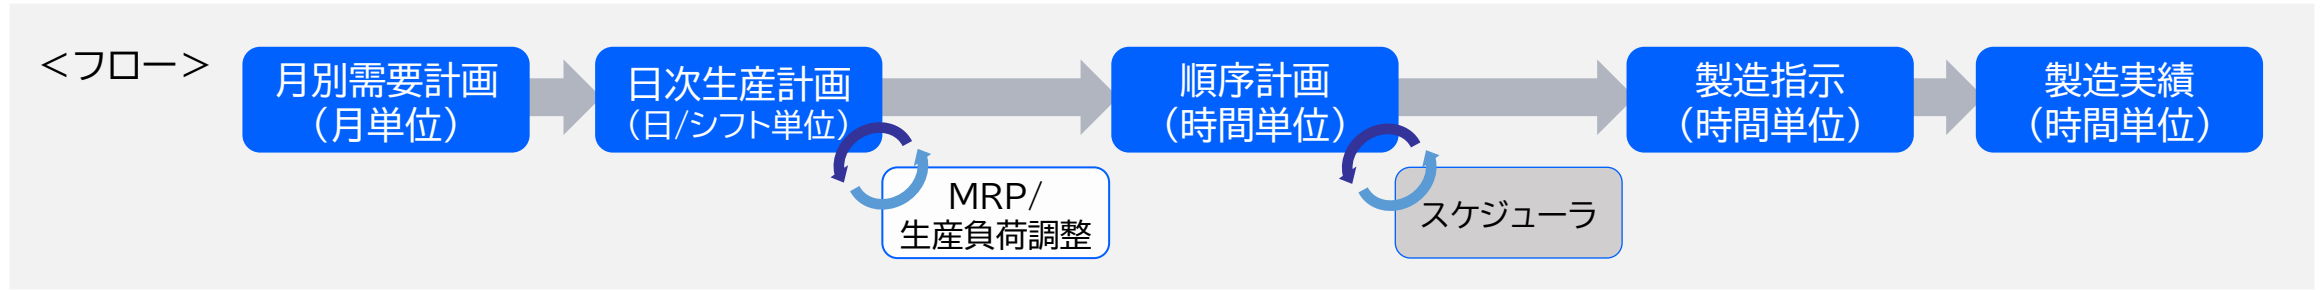 ＜フロー＞
月別需要計画
（月単位）
日次生産計画
（日/シフト単位）
順序計画
（時間単位）
製造指示
（時間単位）
製造実績
（時間単位）
MRP/
生産負荷調整
スケジューラ